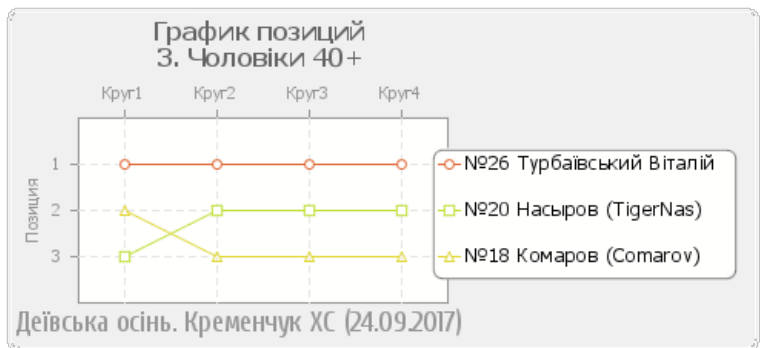 График позиций
3. Чоловіки 40+
Круг1 Круг2 Круг3 Круг4
Позиция
1
2
3
№26 Турбаївський Віталій
№20 Насыров (TigerNas)
№18 Комаров (Comarov)
Деївська осінь. Кременчук ХС (24.09.2017)